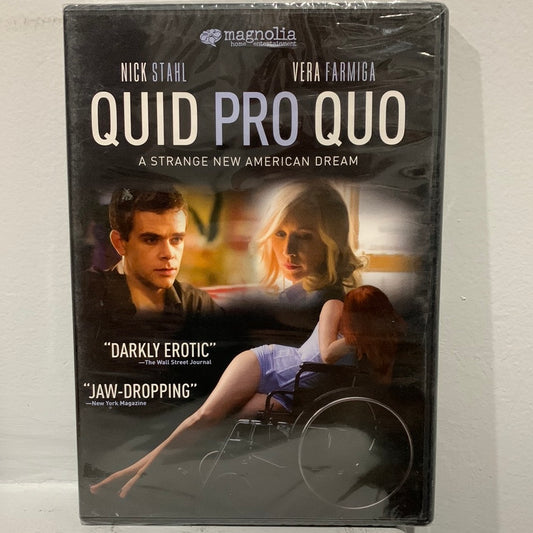 magnolia
home entertainment
NICK STAHL VERA FARMIGA
QUID PRO QUO
A STRANGE NEW AMERICAN DREAM
“DARKLY EROTIC”
—The Wall Street Journal
“JAW-DROPPING”
—New York Magazine